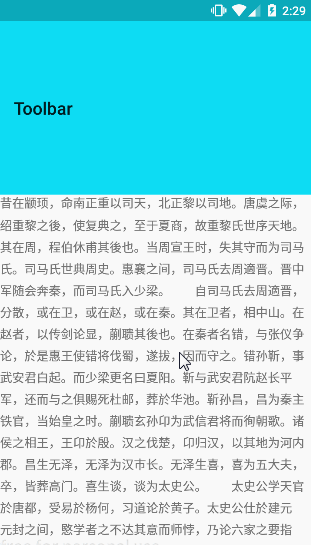 2:29
Toolbar
昔在颛顼，命南正重以司天，北正黎以司地。唐虞之际，
绍重黎之後，使复典之，至于夏商，故重黎氏世序天地。
其在周，程伯休甫其後也。当周宣王时，失其守而为司马
氏。司马氏世典周史。惠襄之间，司马氏去周適晋。晋中
军随会奔秦，而司马氏入少梁。　　自司马氏去周適晋，
分散，或在卫，或在赵，或在秦。其在卫者，相中山。在
赵者，以传剑论显，蒯聩其後也。在秦者名错，与张仪争
论，於是惠王使错将伐蜀，遂拔，因而守之。错孙靳，事
武安君白起。而少梁更名曰夏阳。靳与武安君阬赵长平
军，还而与之俱赐死杜邮，葬於华池。靳孙昌，昌为秦主
铁官，当始皇之时。蒯聩玄孙卬为武信君将而徇朝歌。诸
侯之相王，王卬於殷。汉之伐楚，卬归汉，以其地为河内
郡。昌生无泽，无泽为汉巿长。无泽生喜，喜为五大夫，
卒，皆葬高门。喜生谈，谈为太史公。　　太史公学天官
於唐都，受易於杨何，习道论於黄子。太史公仕於建元
元封之间，愍学者之不达其意而师悖，乃论六家之要指
free for personal use